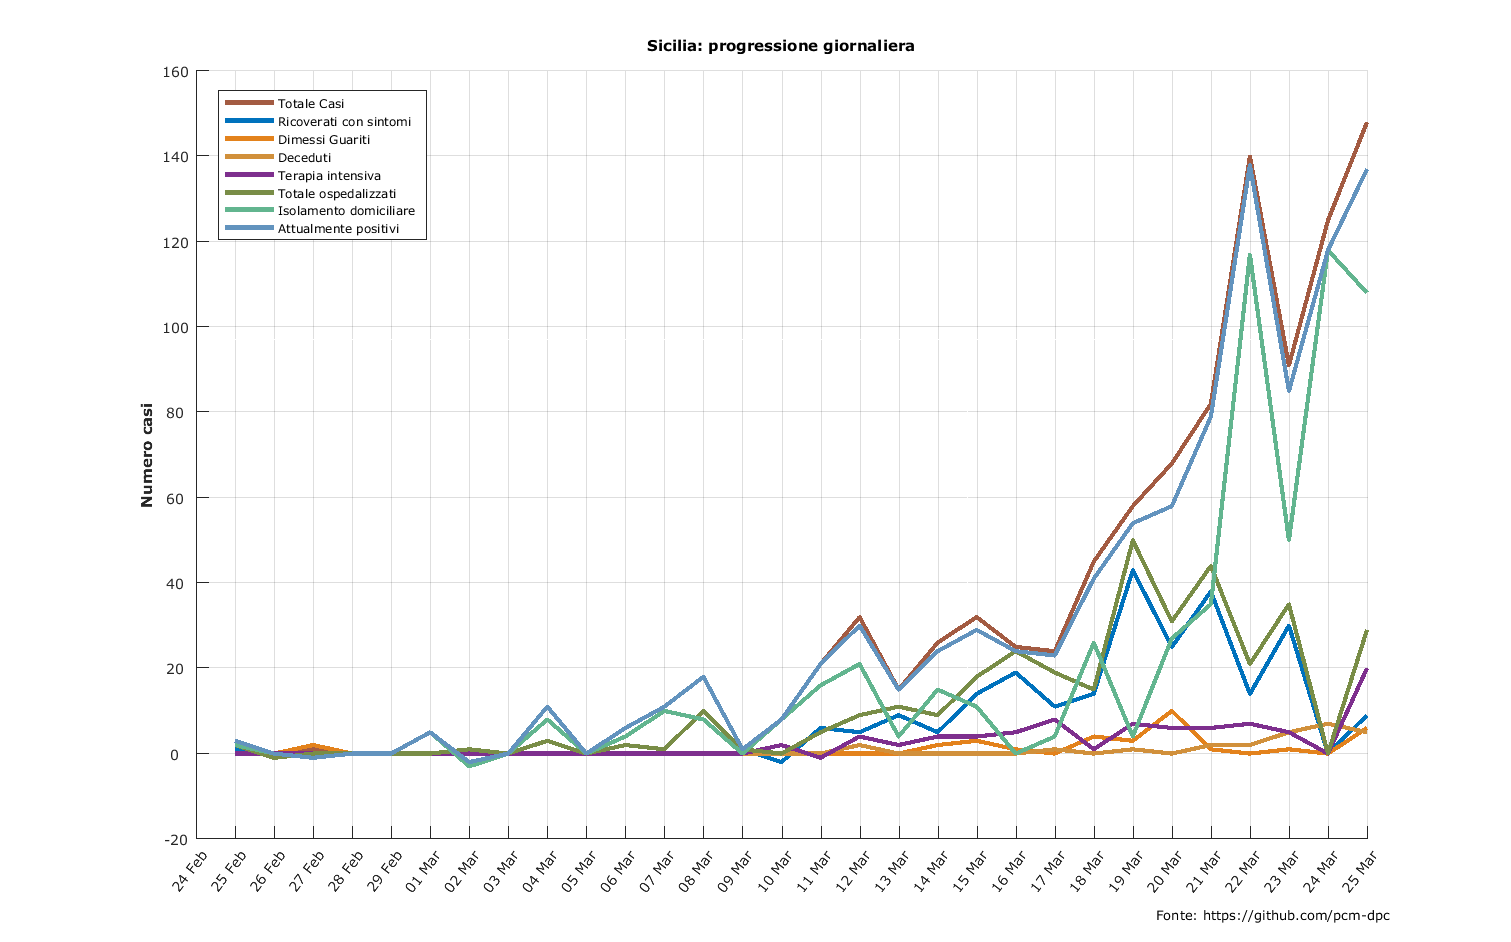 Sicilia: progressione giornaliera
160
140
120
100
80
60
40
20
0
-20
Numero casi
Totale Casi
Ricoverati con sintomi
Dimessi Guariti
Deceduti
Terapia intensiva
Totale ospedalizzati
Isolamento domiciliare
Attualmente positivi
24 Feb
25 Feb
26 Feb
27 Feb
28 Feb
29 Feb
01 Mar
02 Mar
03 Mar
04 Mar
05 Mar
06 Mar
07 Mar
08 Mar
09 Mar
10 Mar
11 Mar
12 Mar
13 Mar
14 Mar
15 Mar
16 Mar
17 Mar
18 Mar
19 Mar
20 Mar
21 Mar
22 Mar
23 Mar
24 Mar
25 Mar
Fonte: https://github.com/pcm-dpc